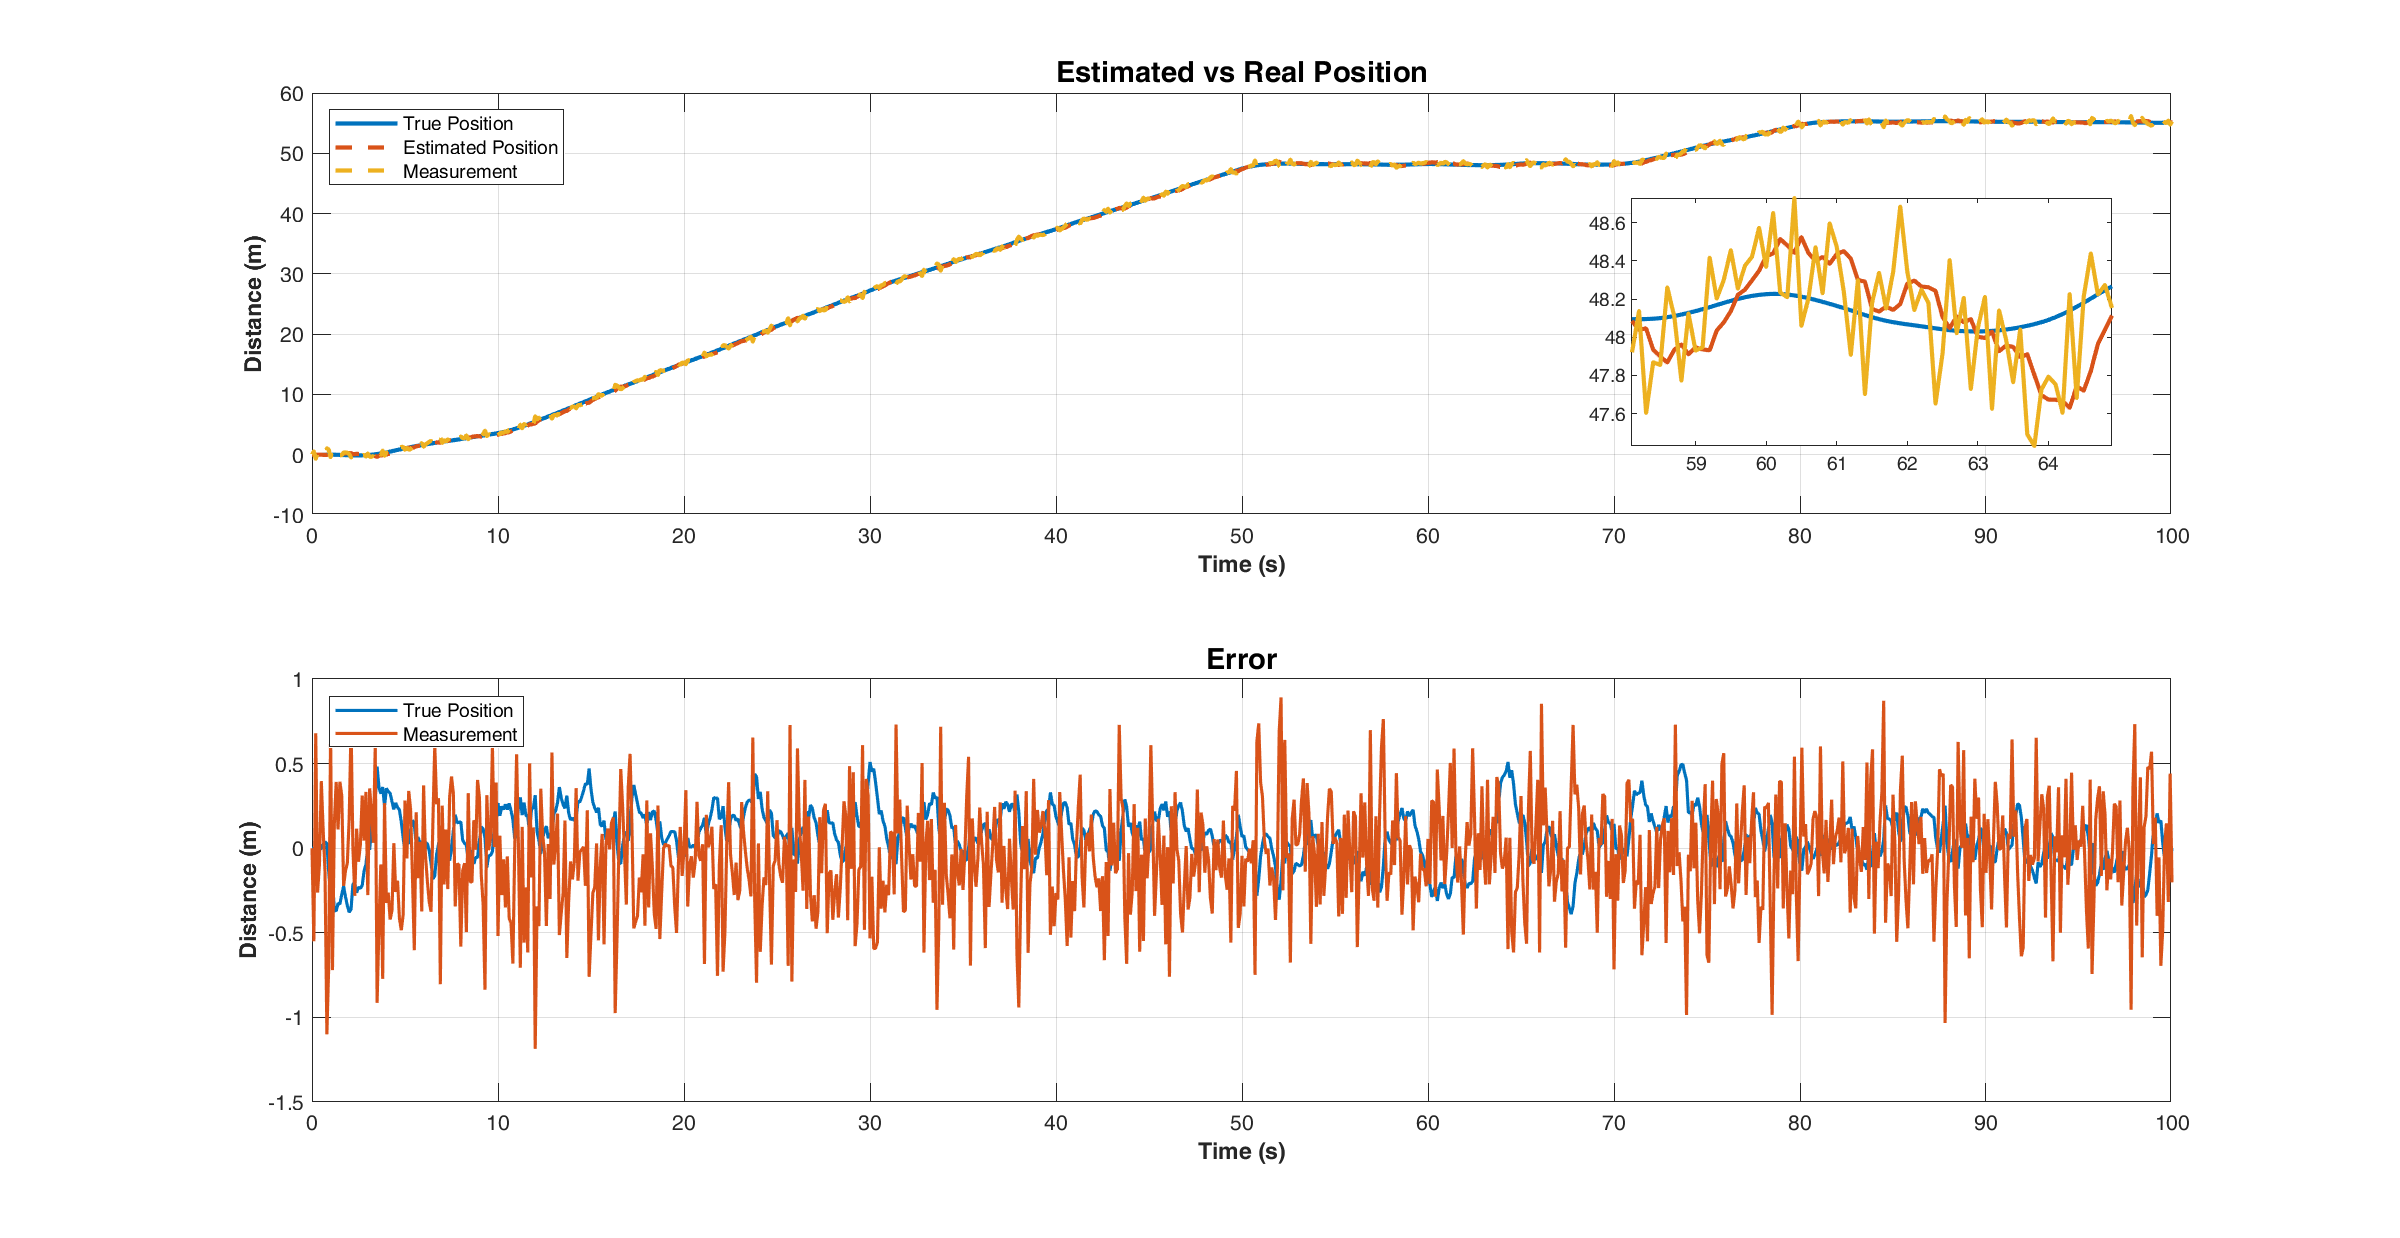 Estimated vs Real Position
60
50
40
30
20
10
0
-10
Distance (m)
True Position
Estimated Position
Measurement
48.6
48.4
48.2
48
47.8
47.6
59 60 61 62 63 64
0 10 20 30 40 50 60 70 80 90 100
Time (s)
Error
1
0.5
0
-0.5
-1
-1.5
Distance (m)
True Position
Measurement
0 10 20 30 40 50 60 70 80 90 100
Time (s)